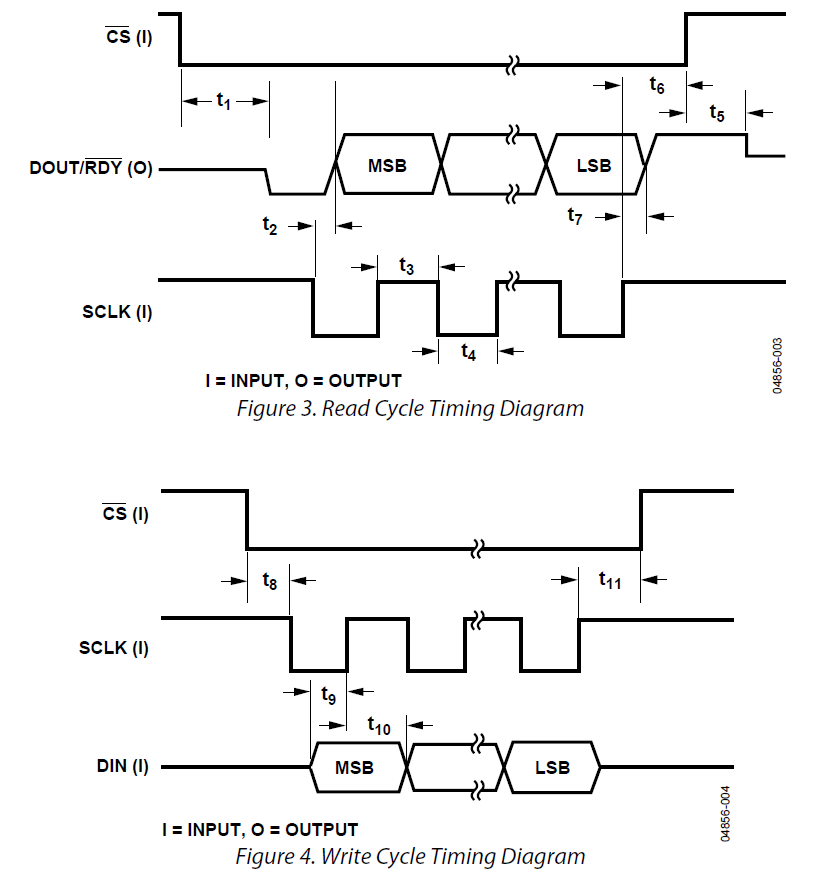 CS (I)
t6
t1
t5
DOUT/RDY (O)
MSB
LSB
t2
t7
t3
SCLK (I)
t4
I = INPUT, O = OUTPUT
04856-003
Figure 3. Read Cycle Timing Diagram
CS (I)
t8
t11
SCLK (I)
t9
t10
DIN (I)
MSB
LSB
I = INPUT, O = OUTPUT
04856-004
Figure 4. Write Cycle Timing Diagram